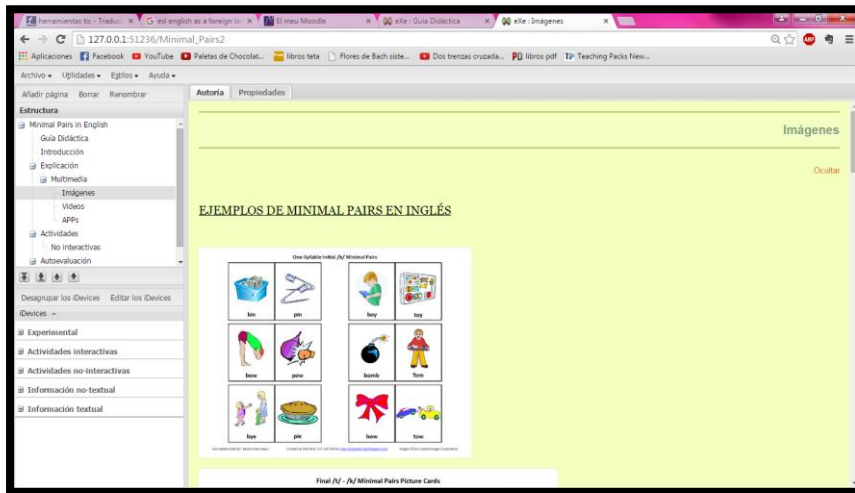 herramientas tic - Traduc
esl english as a foreign la
El meu Moodle
eXe : Guía Didáctica
eXe : Imágenes
127.0.0.1:51236/Minimal_Pairs2
Aplicaciones Facebook YouTube Paletas de Chocolat... libros teta Flores de Bach siste... Dos trenzas cruzada... libros pdf Teaching Packs New...
Archivo Utilidades Estilos Ayuda
Añadir página Borrar Renombrar
Autoría Propiedades
Estructura
Minimal Pairs in English
Guía Didáctica
Introducción
Explicación
Multimedia
Imágenes
Videos
APPs
Actividades
No interactivas
Autoevaluación
Desagrupar los iDevices Editar los iDevices
iDevices
Experimental
Actividades interactivas
Actividades no-interactivas
Información no-textual
Información textual
Imágenes
Ocultar
EJEMPLOS DE MINIMAL PAIRS EN INGLÉS
One-Syllable Initial /b/ Minimal Pairs
bin pin boy toy
bow pow bomb Tom
bye pie bow tow
Final /t/ - /k/ Minimal Pairs Picture Cards